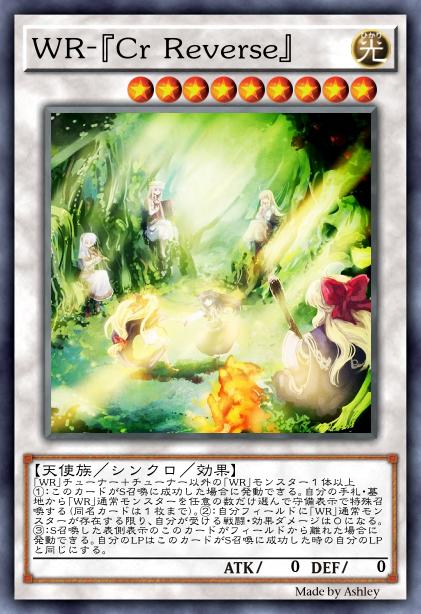 WR-『Cr Reverse』
ひかり
光
【天使族／シンクロ／効果】
「WR」チューナー＋チューナー以外の「WR」モンスター１体以上
①：このカードがS召喚に成功した場合に発動できる。自分の手札・墓
地から「WR」通常モンスターを任意の数だけ選んで守備表示で特殊召
喚する（同名カードは１枚まで）。②：自分フィールドに「WR」通常モン
スターが存在する限り、自分が受ける戦闘・効果ダメージは０になる。
③：S召喚した表側表示のこのカードがフィールドから離れた場合に
発動できる。自分のLPはこのカードがS召喚に成功した時の自分のLP
と同じにする。
ATK/ 0 DEF/ 0
Made by Ashley